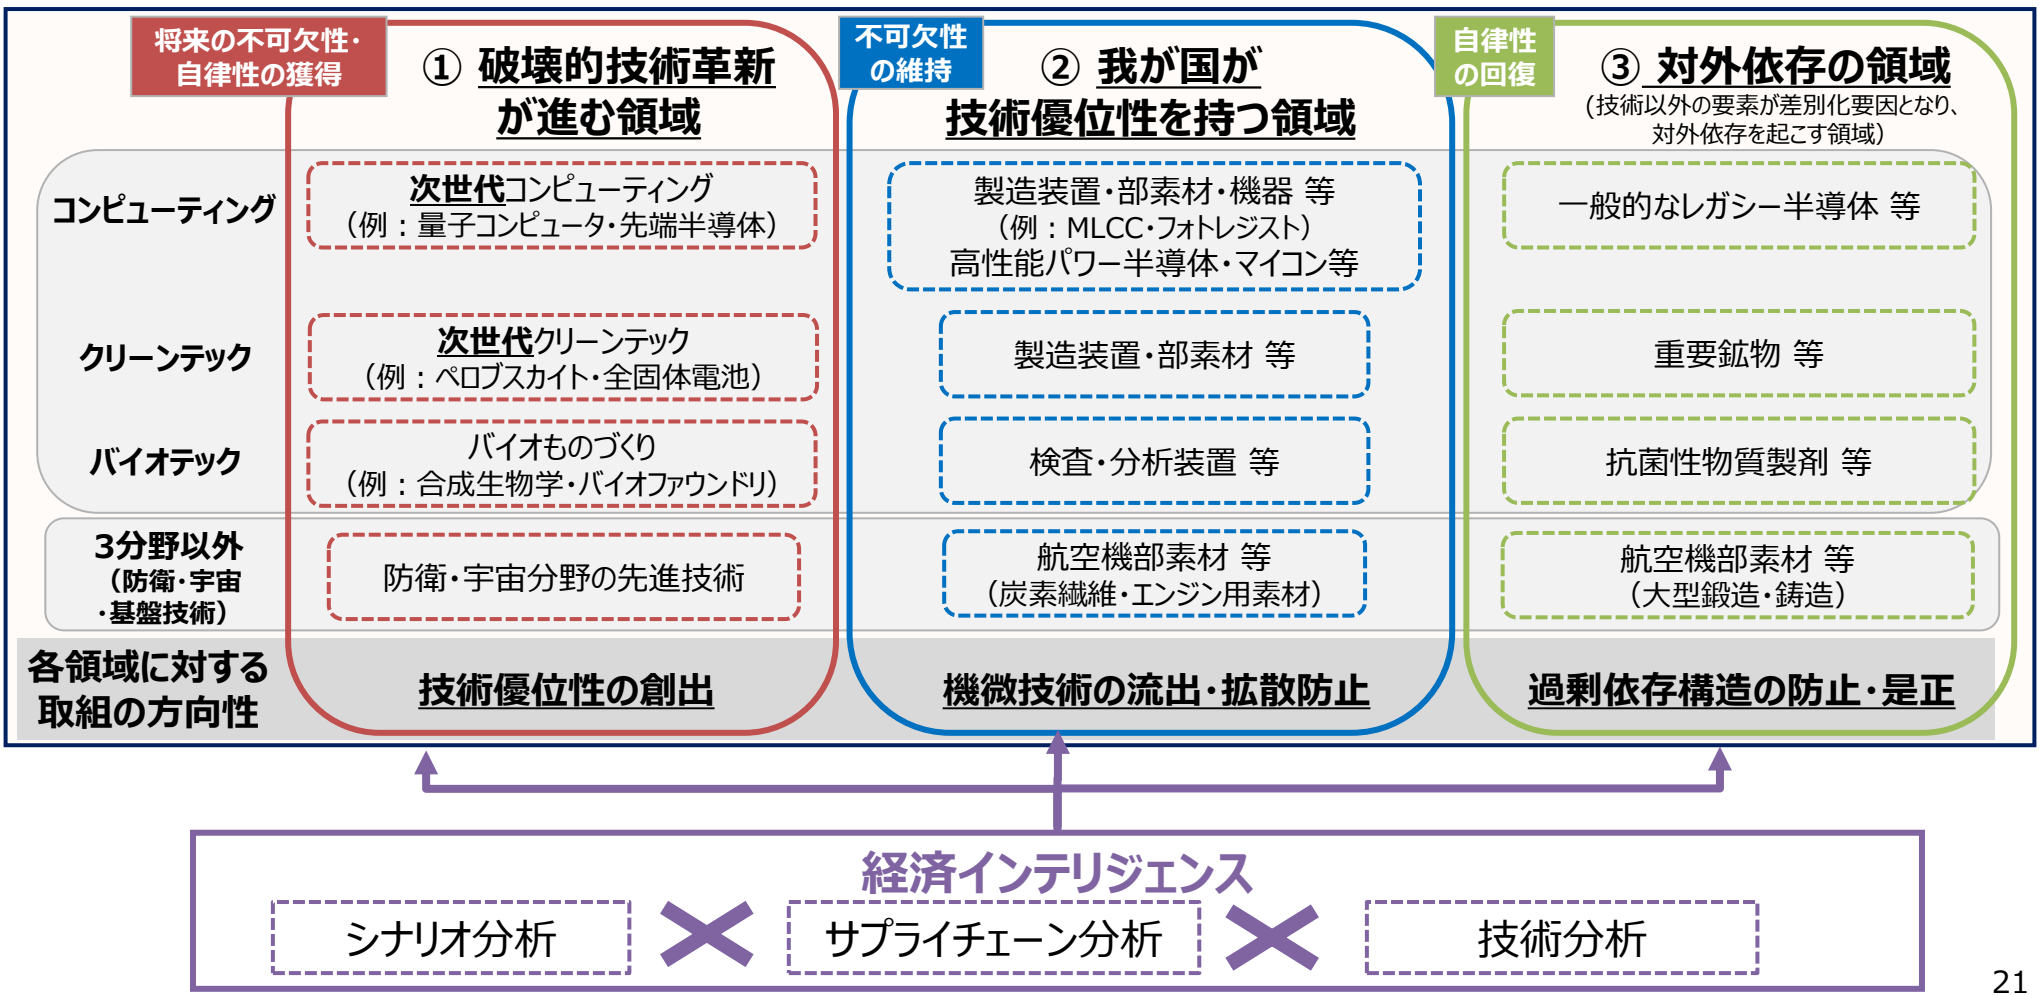 将来の不可欠性・
自律性の獲得
① 破壊的技術革新
が進む領域
不可欠性
の維持
② 我が国が
技術優位性を持つ領域
自律性
の回復
③ 対外依存の領域
(技術以外の要素が差別化要因となり、
対外依存を起こす領域)
コンピューティング
次世代コンピューティング
（例：量子コンピュータ・先端半導体）
製造装置・部素材・機器 等
（例：MLCC・フォトレジスト）
高性能パワー半導体・マイコン等
一般的なレガシー半導体 等
クリーンテック
次世代クリーンテック
（例：ペロブスカイト・全固体電池）
製造装置・部素材 等
重要鉱物 等
バイオテック
バイオものづくり
（例：合成生物学・バイオファウンドリ）
検査・分析装置 等
抗菌性物質製剤 等
3分野以外
（防衛・宇宙
・基盤技術）
防衛・宇宙分野の先進技術
航空機部素材 等
（炭素繊維・エンジン用素材）
航空機部素材 等
（大型鍛造・鋳造）
各領域に対する
取組の方向性
技術優位性の創出
機微技術の流出・拡散防止
過剰依存構造の防止・是正
経済インテリジェンス
シナリオ分析
サプライチェーン分析
技術分析
21